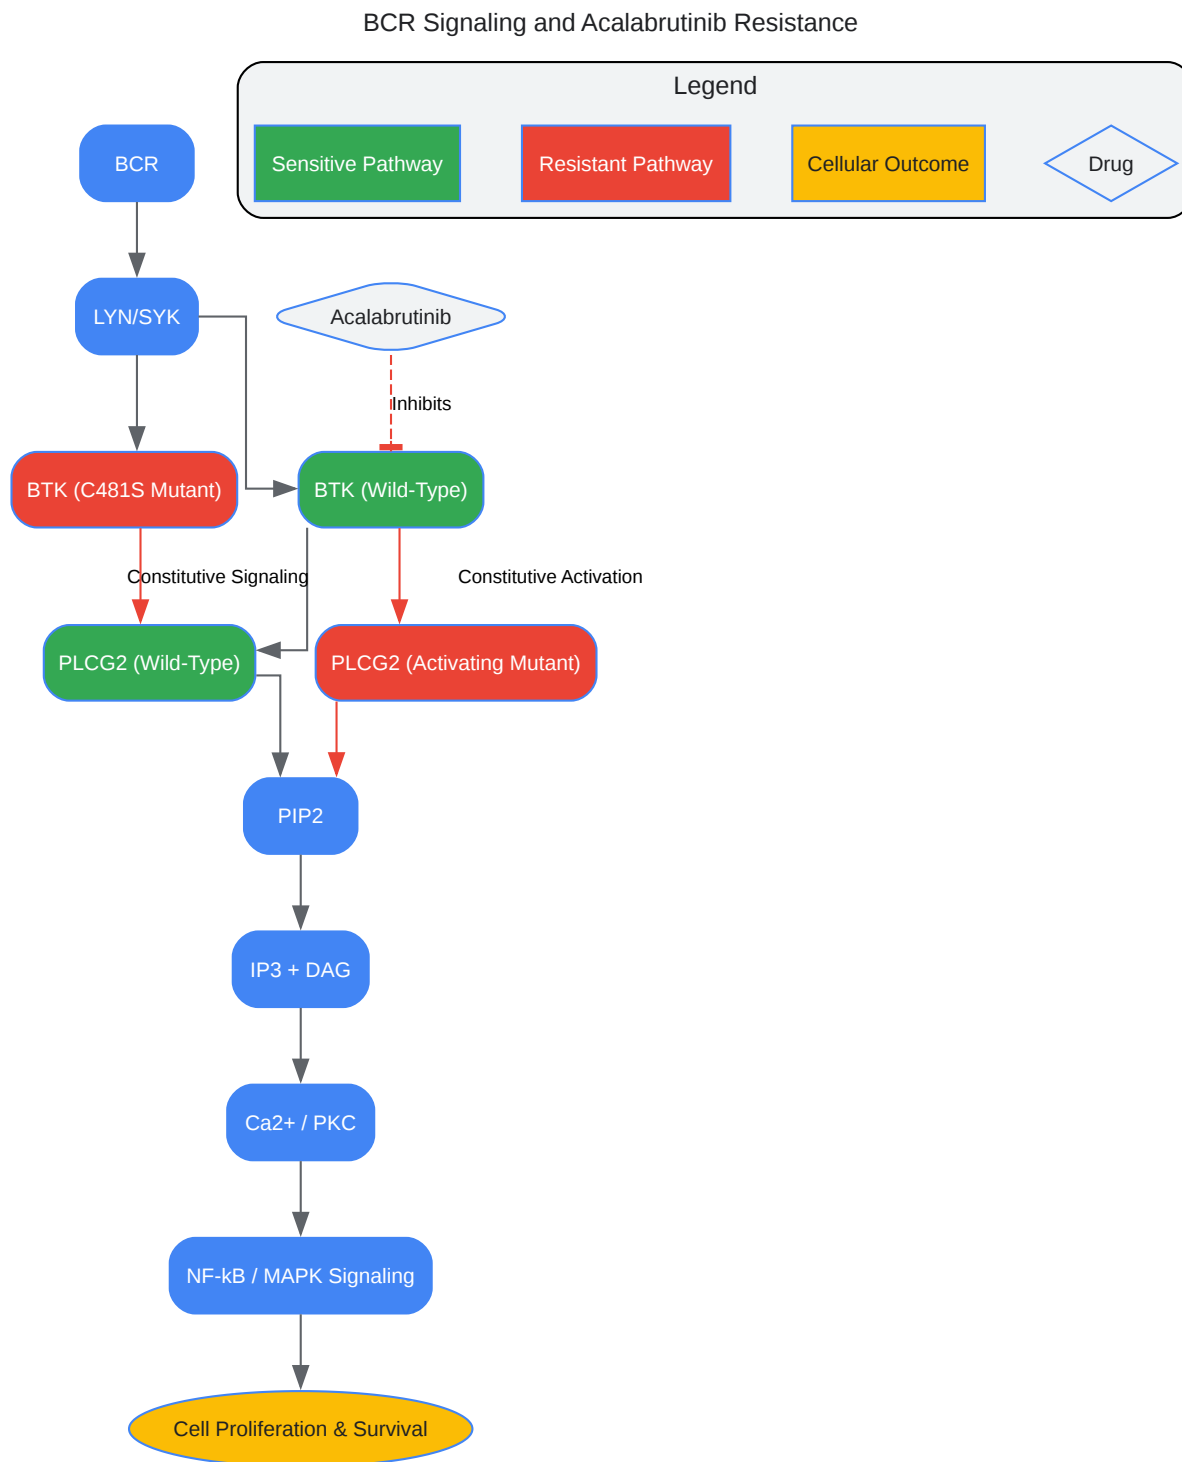 BCR Signaling and Acalabrutinib Resistance
Legend
Sensitive Pathway
Resistant Pathway
Cellular Outcome
Drug
BCR
LYN/SYK
Acalabrutinib
Inhibits
BTK (C481S Mutant)
BTK (Wild-Type)
Constitutive Signaling
Constitutive Activation
PLCG2 (Wild-Type)
PLCG2 (Activating Mutant)
PIP2
IP3 + DAG
Ca2+ / PKC
NF-kB / MAPK Signaling
Cell Proliferation & Survival